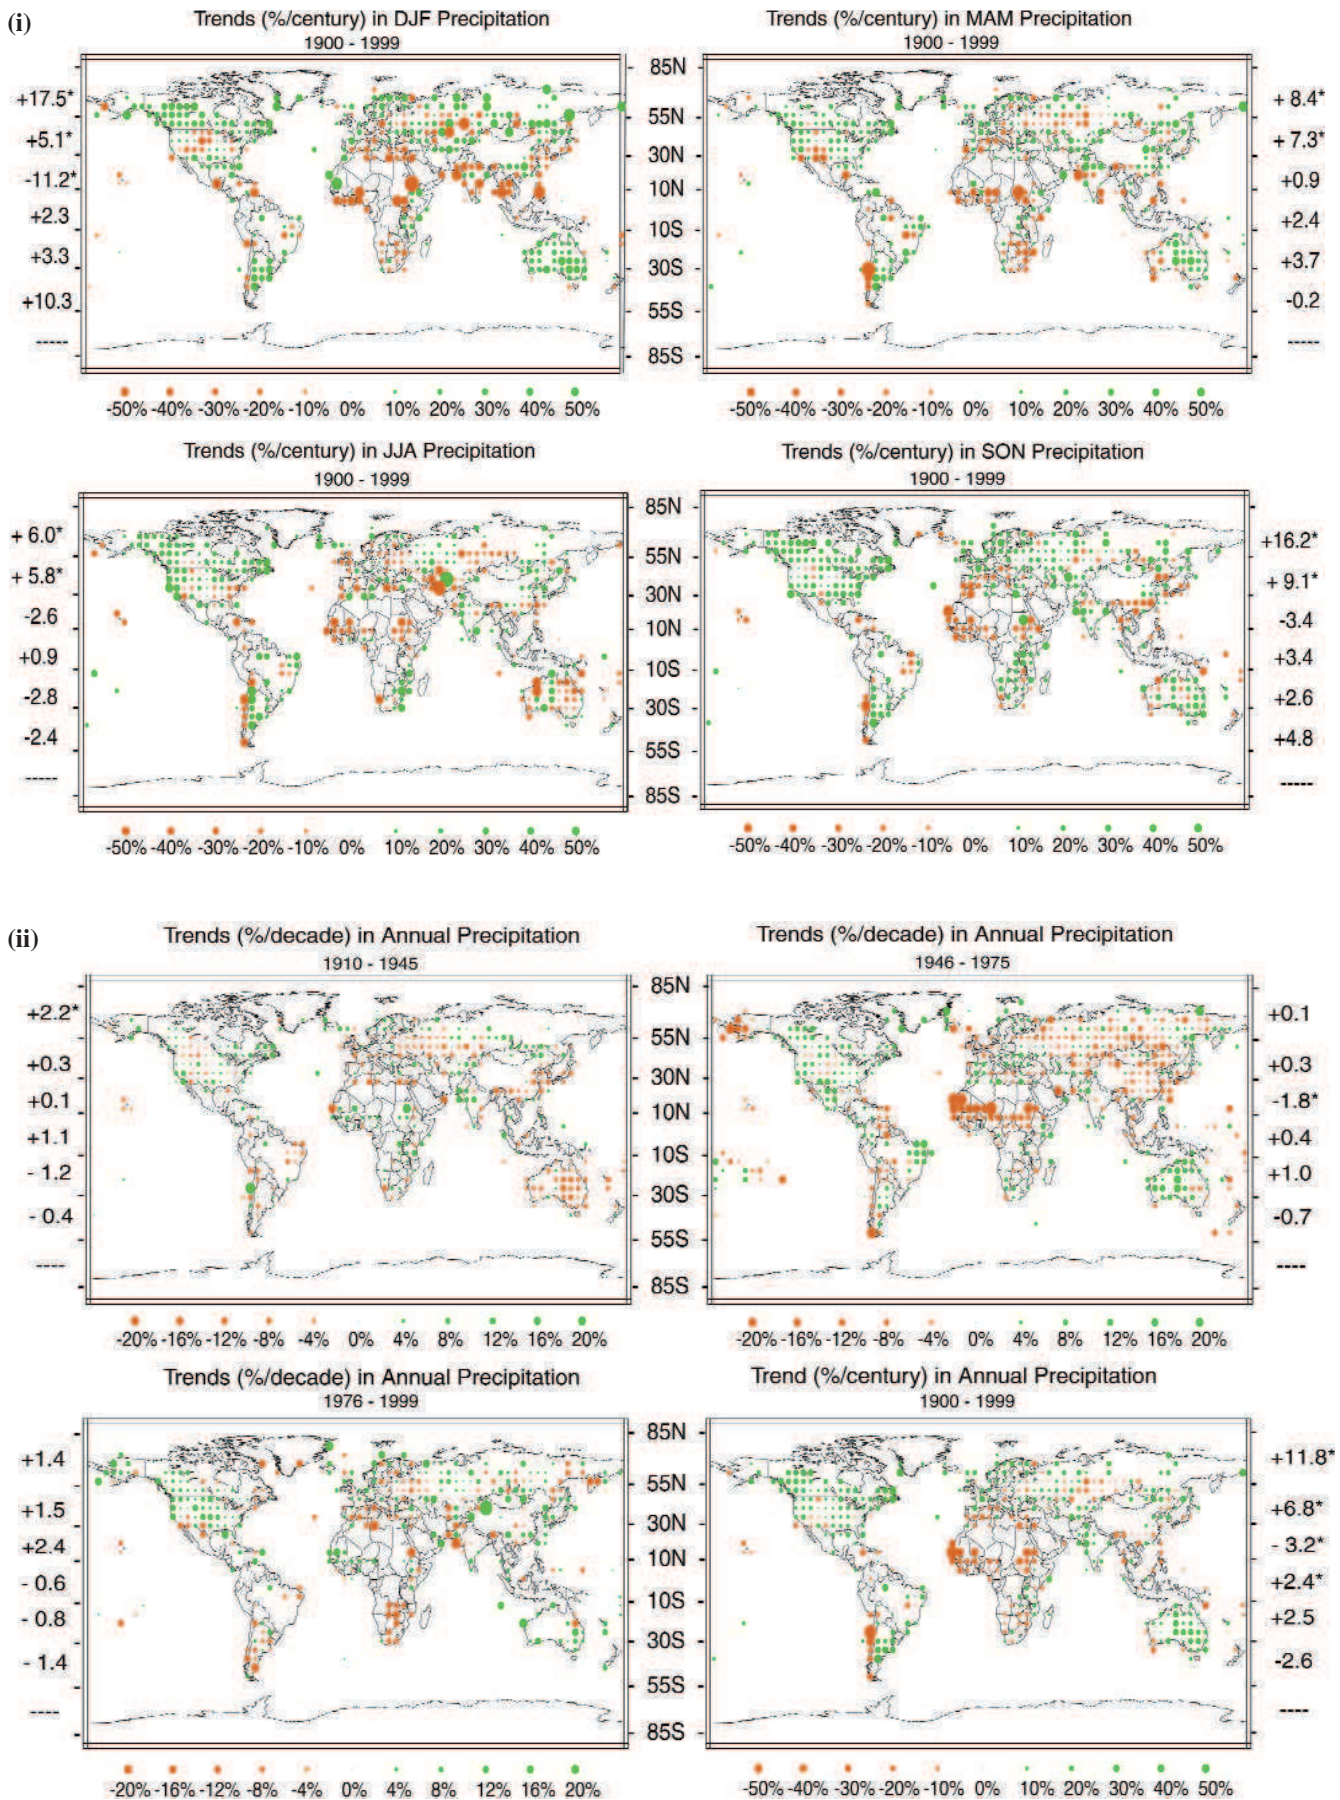 (i)
Trends (%/century) in DJF Precipitation
1900 - 1999
+17.5*
+5.1*
-11.2*
+2.3
+3.3
+10.3
-----
85N
55N
30N
10N
10S
30S
55S
85S
-50% -40% -30% -20% -10% 0% 10% 20% 30% 40% 50%
Trends (%/century) in MAM Precipitation
1900 - 1999
+ 8.4*
+ 7.3*
+0.9
+2.4
+3.7
-0.2
-----
-50% -40% -30% -20% -10% 0% 10% 20% 30% 40% 50%
Trends (%/century) in JJA Precipitation
1900 - 1999
+ 6.0*
+ 5.8*
-2.6
+0.9
-2.8
-2.4
-----
85N
55N
30N
10N
10S
30S
55S
85S
-50% -40% -30% -20% -10% 0% 10% 20% 30% 40% 50%
Trends (%/century) in SON Precipitation
1900 - 1999
+16.2*
+ 9.1*
-3.4
+3.4
+2.6
+4.8
-----
-50% -40% -30% -20% -10% 0% 10% 20% 30% 40% 50%
(ii)
Trends (%/decade) in Annual Precipitation
1910 - 1945
+2.2*
+0.3
+0.1
+1.1
- 1.2
- 0.4
----
85N
55N
30N
10N
10S
30S
55S
85S
-20% -16% -12% -8% -4% 0% 4% 8% 12% 16% 20%
Trends (%/decade) in Annual Precipitation
1946 - 1975
+0.1
+0.3
-1.8*
+0.4
+1.0
-0.7
----
-20% -16% -12% -8% -4% 0% 4% 8% 12% 16% 20%
Trends (%/decade) in Annual Precipitation
1976 - 1999
+1.4
+1.5
+2.4
- 0.6
- 0.8
- 1.4
----
85N
55N
30N
10N
10S
30S
55S
85S
-20% -16% -12% -8% -4% 0% 4% 8% 12% 16% 20%
Trend (%/century) in Annual Precipitation
1900 - 1999
+11.8*
+6.8*
- 3.2*
+2.4*
+2.5
-2.6
----
-50% -40% -30% -20% -10% 0% 10% 20% 30% 40% 50%